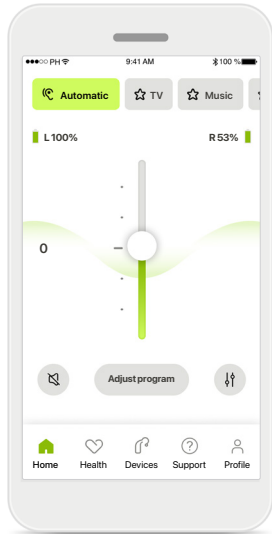 ●●●○○ PH 9:41 AM 100 %
Automatic TV Music
L 100% R 53%
0
Adjust program
Home Health Devices Support Profile